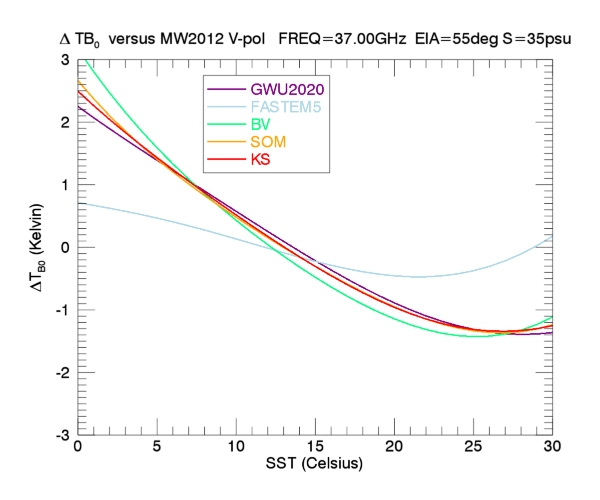 Δ TB₀ versus MW2012 V-pol FREQ=37.00GHz EIA=55deg S=35psu
3
2
1
0
-1
-2
-3
ΔT_B0 (Kelvin)
GWU2020
FASTEM5
BV
SOM
KS
0 5 10 15 20 25 30
SST (Celsius)